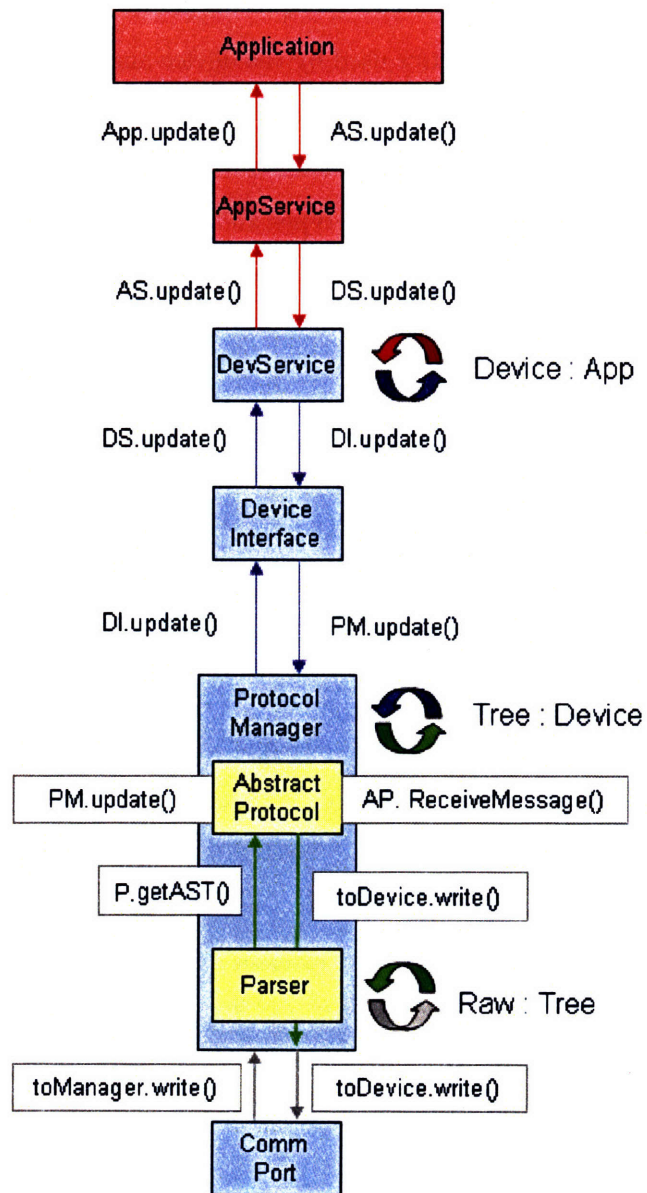 Application
App.update()
AS.update()
AppService
AS.update()
DS.update()
DevService
Device : App
DS.update()
DI.update()
Device
Interface
DI.update()
PM.update()
Protocol
Manager
Tree : Device
PM.update()
Abstract
Protocol
AP. ReceiveMessage()
P.getAST()
toDevice.write()
Parser
Raw : Tree
toManager.write()
toDevice.write()
Comm
Port